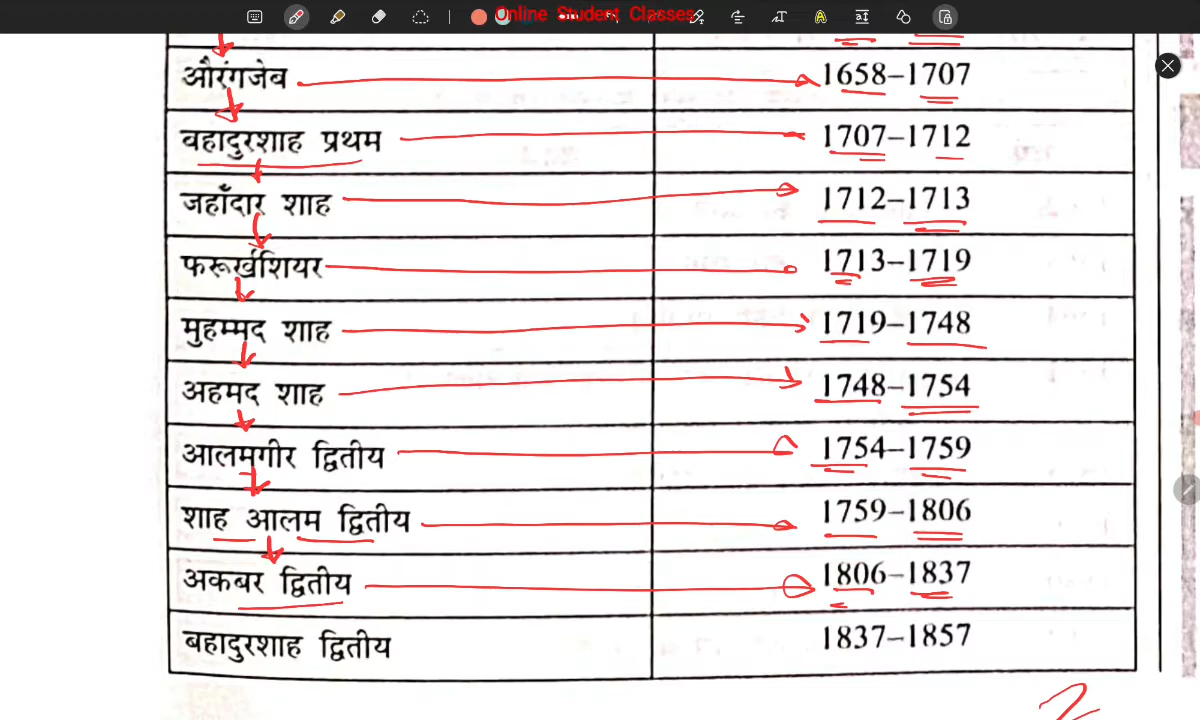 Online Student Classes
औरंगजेब 1658–1707
बहादुरशाह प्रथम 1707–1712
जहाँदार शाह 1712–1713
फरूर्खशियर 1713–1719
मुहम्मद शाह 1719–1748
अहमद शाह 1748–1754
आलमगीर द्वितीय 1754–1759
शाह आलम द्वितीय 1759–1806
अकबर द्वितीय 1806–1837
बहादुरशाह द्वितीय 1837–1857